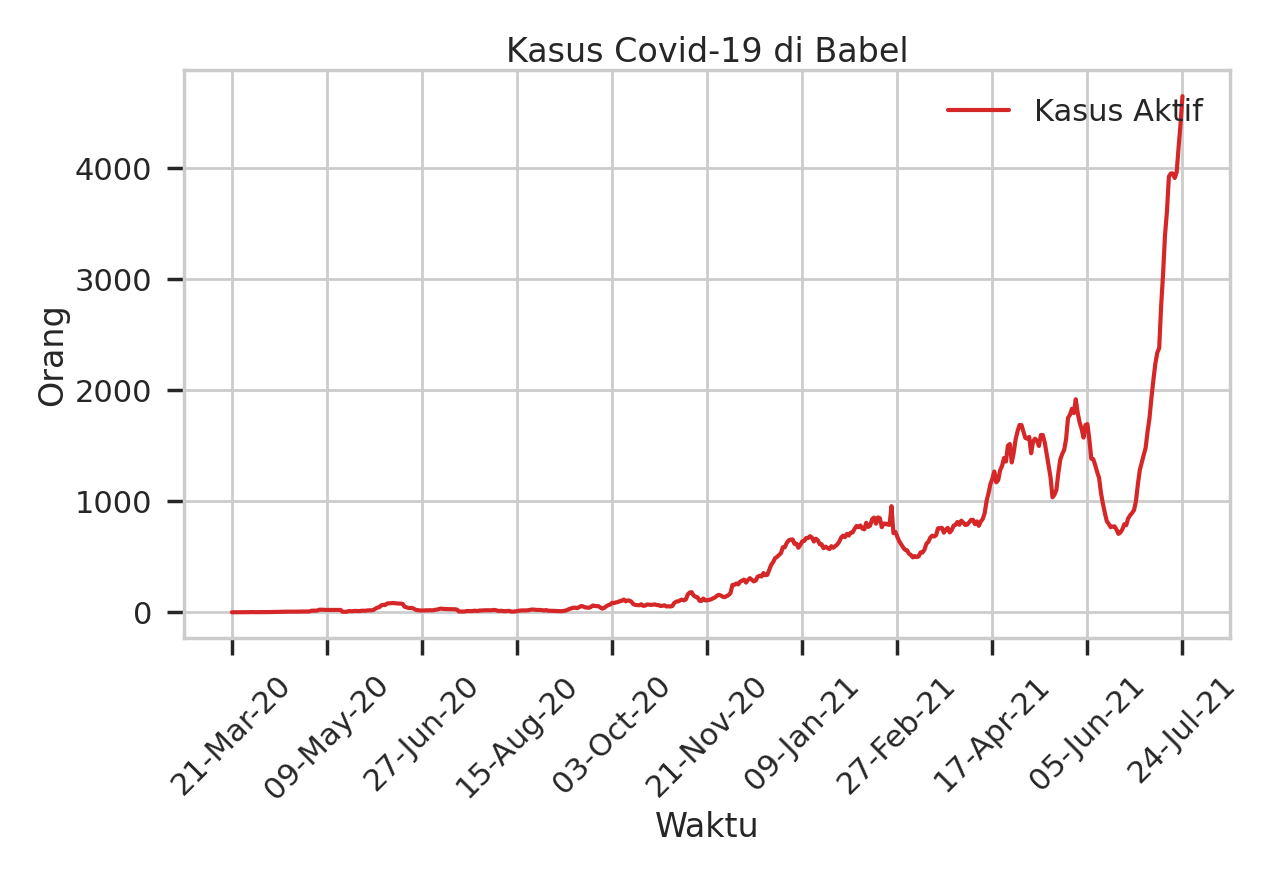 Kasus Covid-19 di Babel
Kasus Aktif
Orang
4000
3000
2000
1000
0
21-Mar-20
09-May-20
27-Jun-20
15-Aug-20
03-Oct-20
21-Nov-20
09-Jan-21
27-Feb-21
17-Apr-21
05-Jun-21
24-Jul-21
Waktu